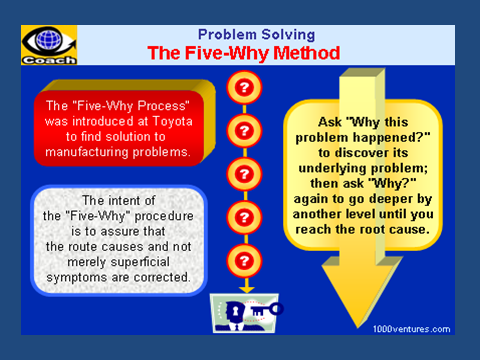 Coach
Problem Solving
The Five-Why Method
The "Five-Why Process"
was introduced at Toyota
to find solution to
manufacturing problems.
The intent of
the "Five-Why" procedure
is to assure that
the route causes and not
merely superficial
symptoms are corrected.
?
?
?
?
?
Ask "Why this
problem happened?"
to discover its
underlying problem;
then ask "Why?"
again to go deeper by
another level until you
reach the root cause.
1000ventures.com